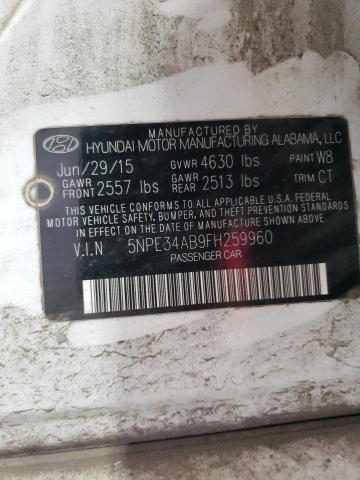 MANUFACTURED BY
HYUNDAI MOTOR MANUFACTURING ALABAMA, LLC
Jun/29/15 GVWR 4630 lbs PAINT W8
GAWR FRONT 2557 lbs GAWR REAR 2513 lbs TRIM CT
THIS VEHICLE CONFORMS TO ALL APPLICABLE U.S.A FEDERAL
MOTOR VEHICLE SAFETY, BUMPER, AND THEFT PREVENTION
STANDARDS IN EFFECT ON THE DATE OF MANUFACTURE SHOWN ABOVE.
V.I.N 5NPE34AB9FH259960
PASSENGER CAR